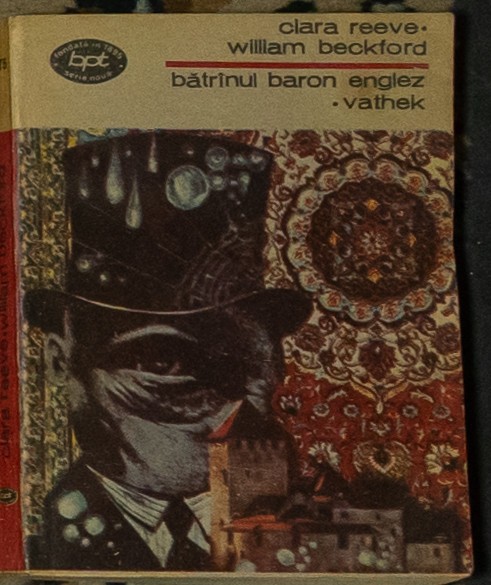 clara reeve•
william beckford
fondată în 1895
bpt
serie nouă
bătrînul baron englez
•vathek
clara reeve.william beckford